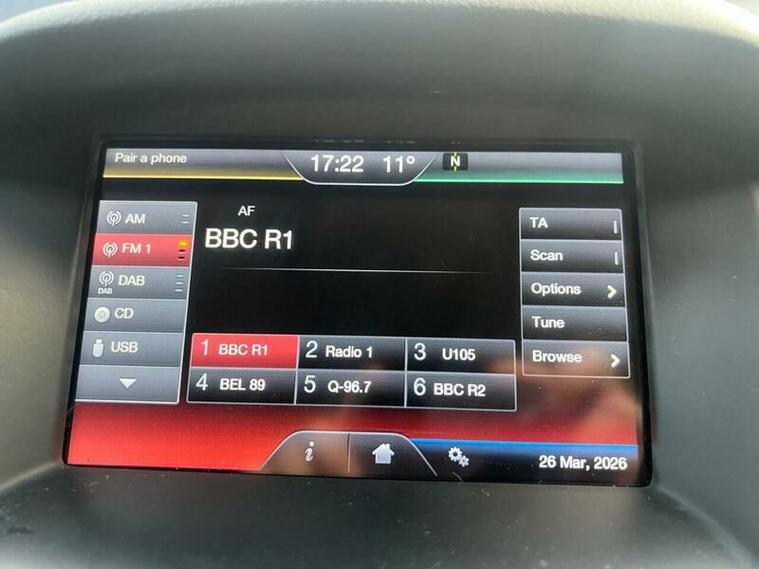 Pair a phone
17:22 11° N
AM
FM 1
DAB
DAB
CD
USB
AF
BBC R1
TA
Scan
Options
Tune
Browse
1 BBC R1 2 Radio 1 3 U105
4 BEL 89 5 Q-96.7 6 BBC R2
i
26 Mar, 2026